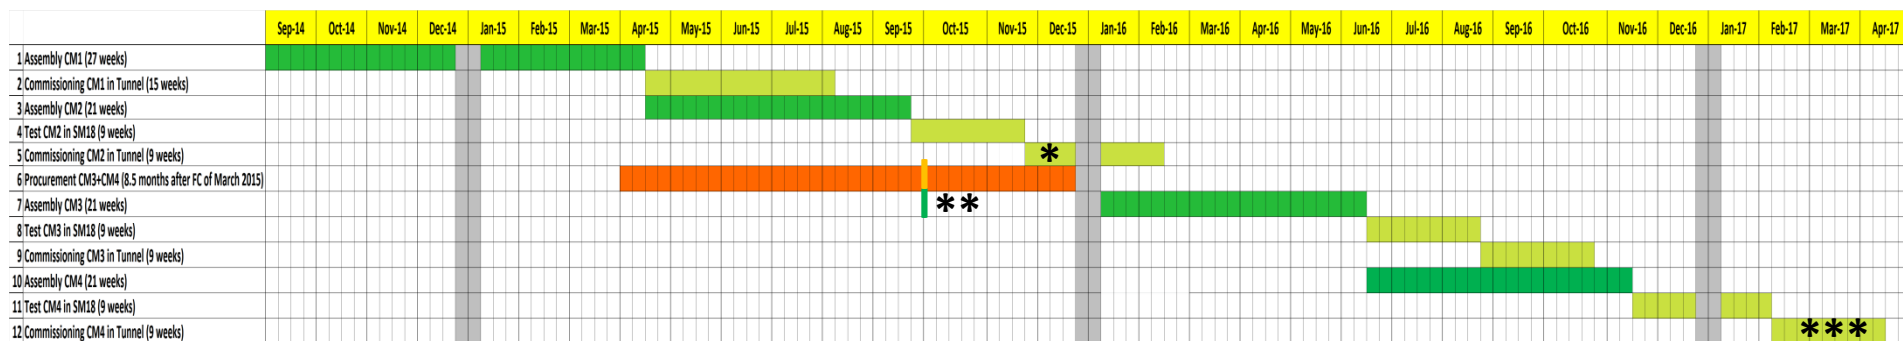 Sep-14 Oct-14 Nov-14 Dec-14 Jan-15 Feb-15 Mar-15 Apr-15 May-15 Jun-15 Jul-15 Aug-15 Sep-15 Oct-15 Nov-15 Dec-15 Jan-16 Feb-16 Mar-16 Apr-16 May-16 Jun-16 Jul-16 Aug-16 Sep-16 Oct-16 Nov-16 Dec-16 Jan-17 Feb-17 Mar-17 Apr-17
1 Assembly CM1 (27 weeks)
2 Commissioning CM1 in Tunnel (15 weeks)
3 Assembly CM2 (21 weeks)
4 Test CM2 in SM18 (9 weeks)
5 Commissioning CM2 in Tunnel (9 weeks) *
6 Procurement CM3+CM4 (8.5 months after FC of March 2015)
7 Assembly CM3 (21 weeks) **
8 Test CM3 in SM18 (9 weeks)
9 Commissioning CM3 in Tunnel (9 weeks)
10 Assembly CM4 (21 weeks)
11 Test CM4 in SM18 (9 weeks)
12 Commissioning CM4 in Tunnel (9 weeks) ***